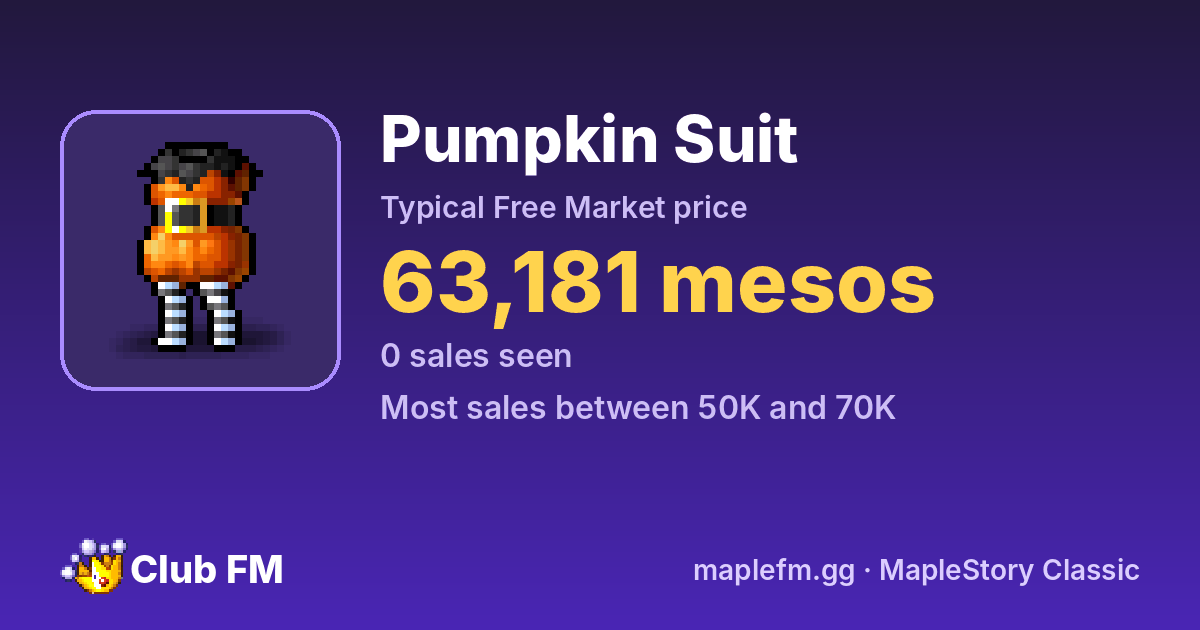 Pumpkin Suit
Typical Free Market price
63,181 mesos
0 sales seen
Most sales between 50K and 70K
Club FM
maplefm.gg · MapleStory Classic